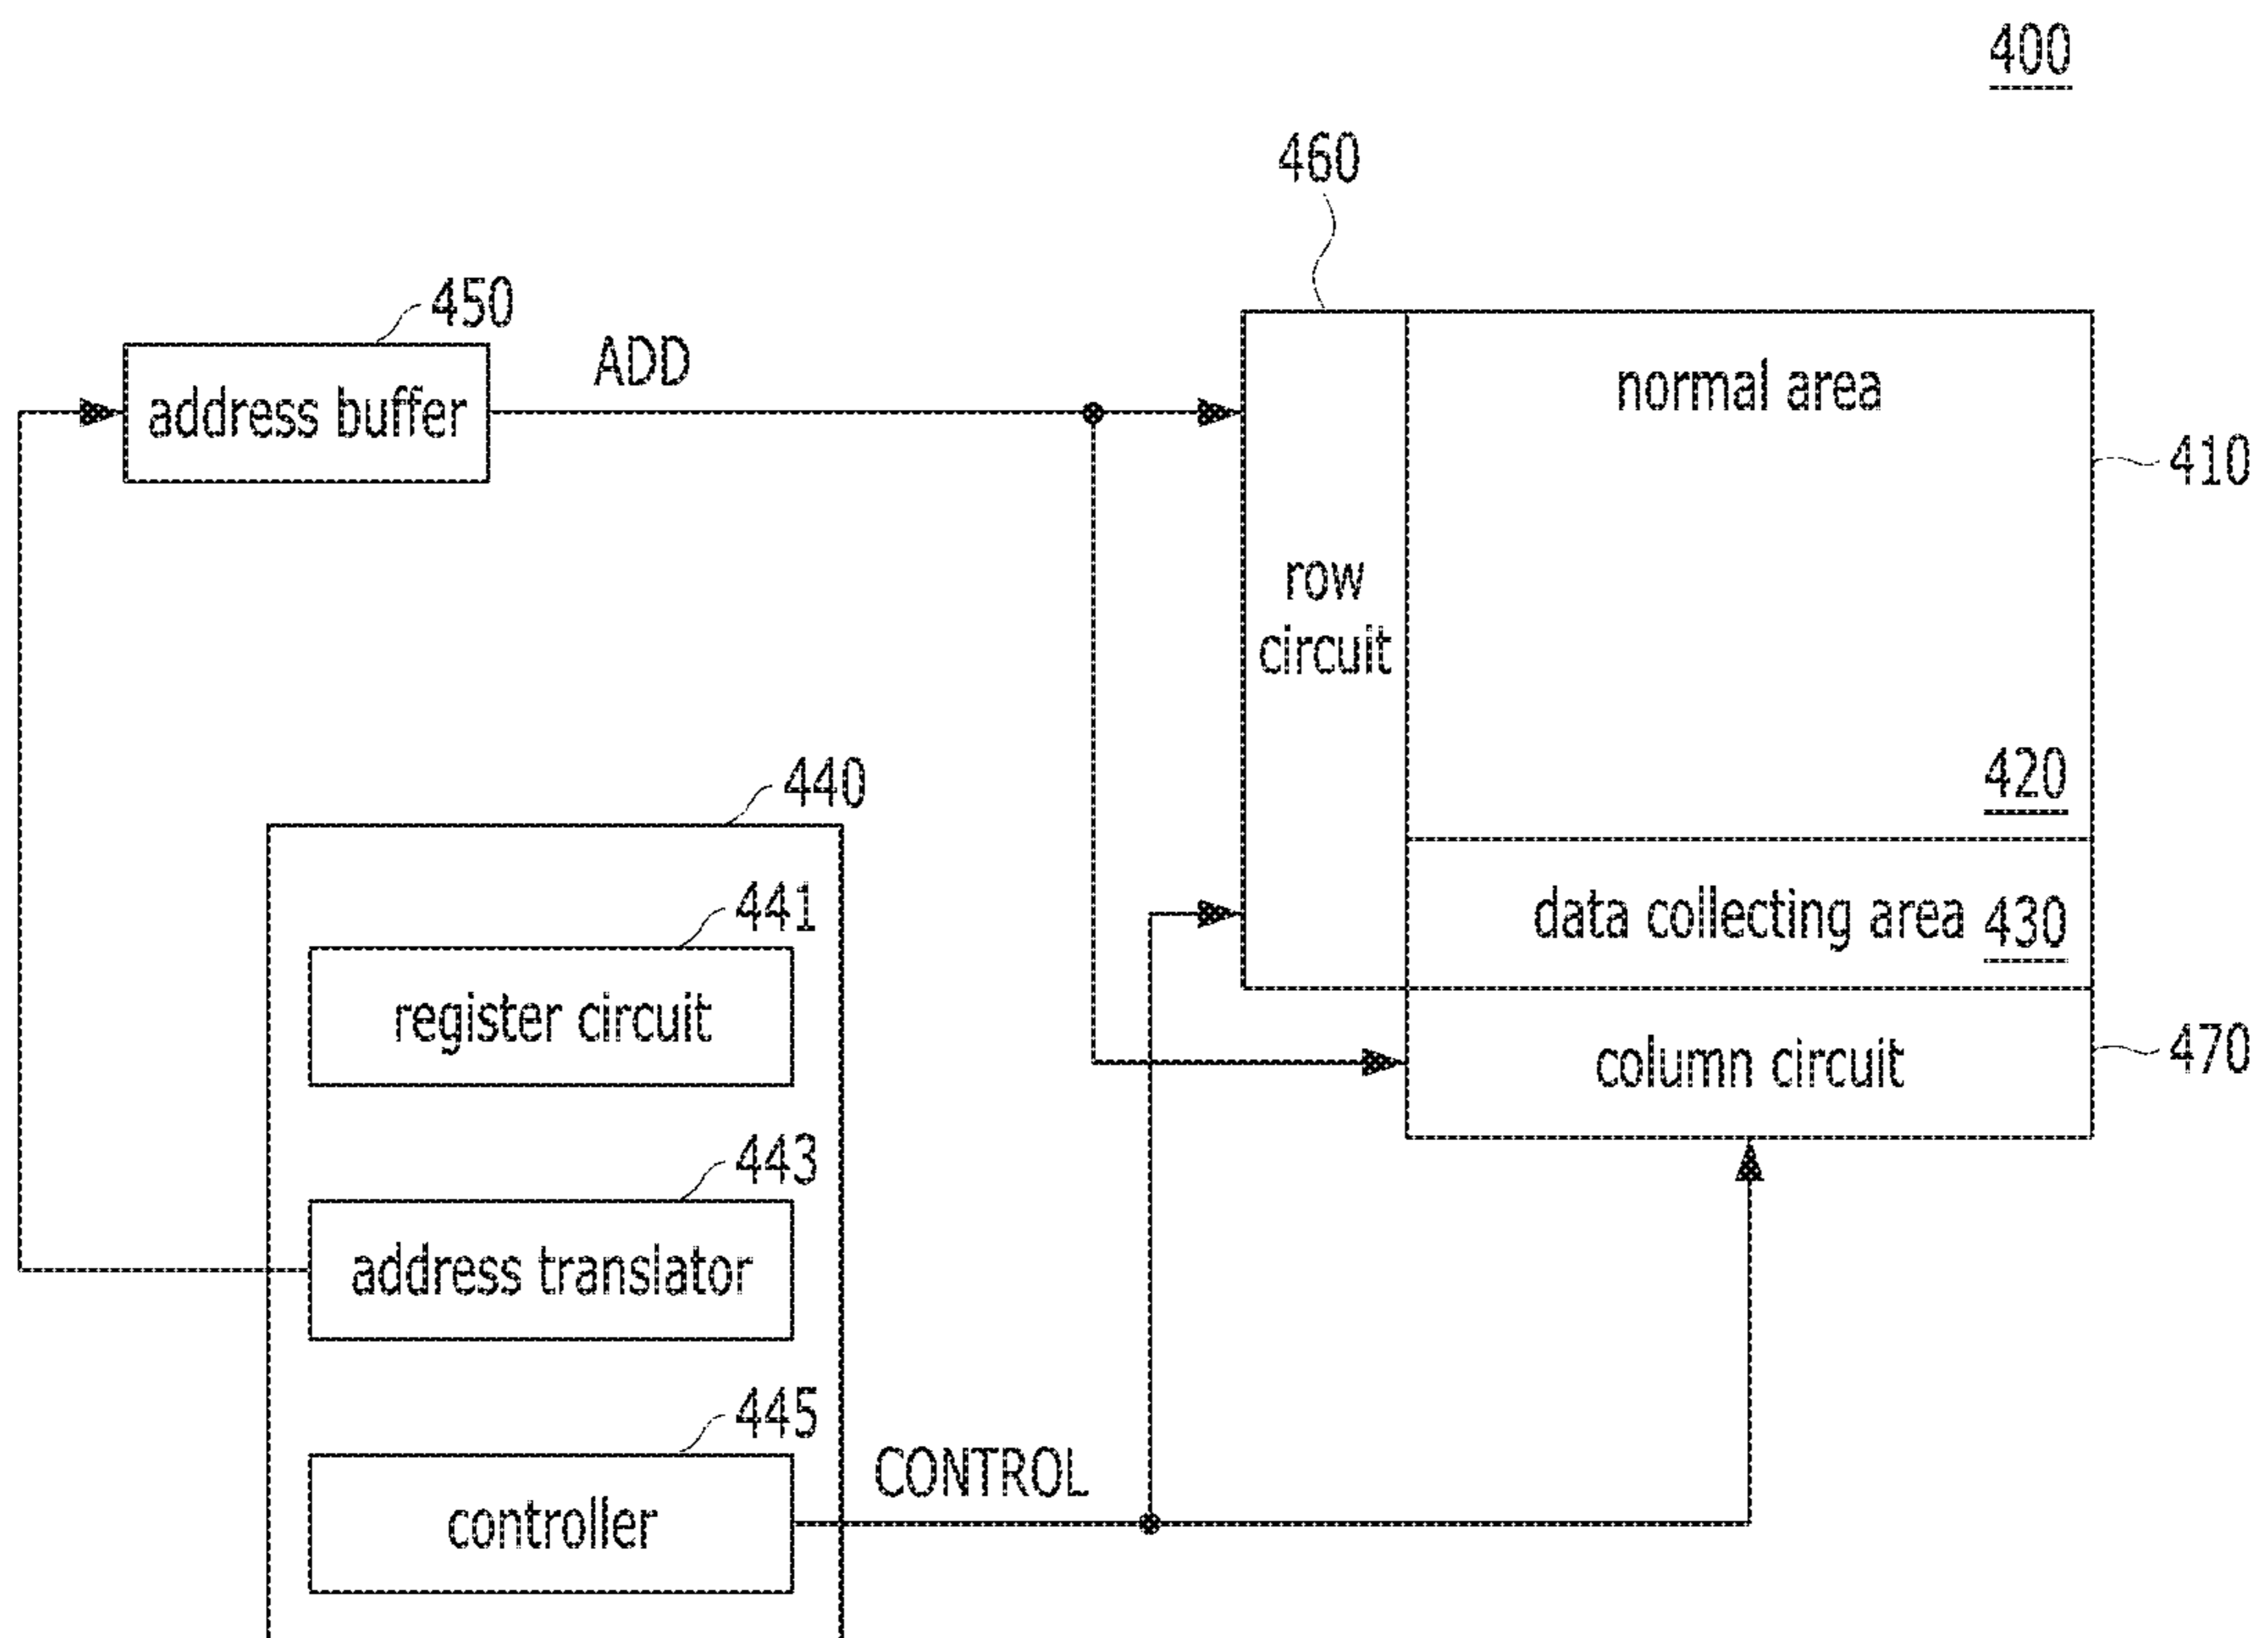 400
460
450
ADD
address buffer
normal area
410
row
circuit
420
440
data collecting area 430
441
register circuit
column circuit
470
443
address translator
445
CONTROL
controller